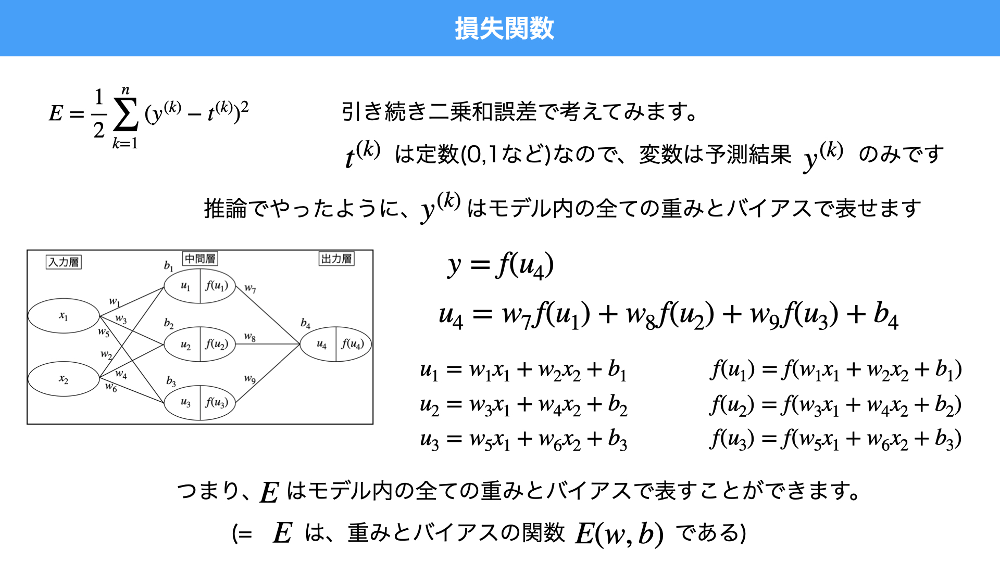 損失関数
E = 1/2 ∑_{k=1}^{n} (y^{(k)} − t^{(k)})^2
引き続き二乗和誤差で考えてみます。
t^{(k)} は定数(0,1など)なので、変数は予測結果 y^{(k)} のみです
推論でやったように、y^{(k)} はモデル内の全ての重みとバイアスで表せます
入力層
中間層
出力層
x_1
x_2
w_1
w_3
w_5
w_2
w_4
w_6
b_1
u_1 f(u_1)
b_2
u_2 f(u_2)
b_3
u_3 f(u_3)
w_7
w_8
w_9
b_4
u_4 f(u_4)
y = f(u_4)
u_4 = w_7f(u_1) + w_8f(u_2) + w_9f(u_3) + b_4
u_1 = w_1x_1 + w_2x_2 + b_1
f(u_1) = f(w_1x_1 + w_2x_2 + b_1)
u_2 = w_3x_1 + w_4x_2 + b_2
f(u_2) = f(w_3x_1 + w_4x_2 + b_2)
u_3 = w_5x_1 + w_6x_2 + b_3
f(u_3) = f(w_5x_1 + w_6x_2 + b_3)
つまり、E はモデル内の全ての重みとバイアスで表すことができます。
(= E は、重みとバイアスの関数 E(w, b) である)